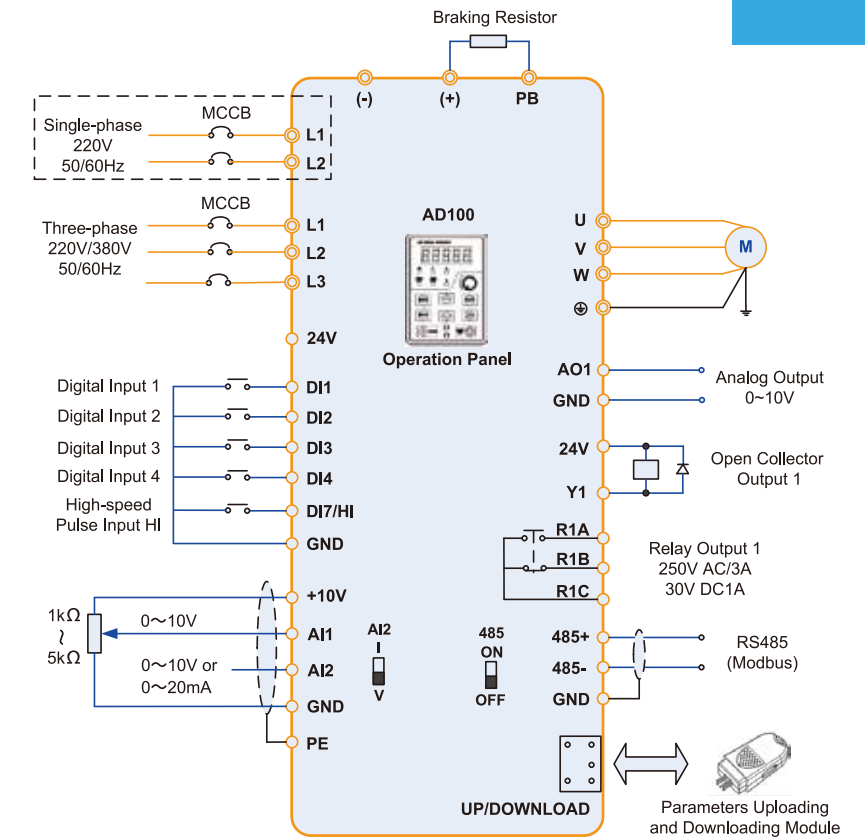 Braking Resistor
(-)
(+)
PB
MCCB
Single-phase
220V
50/60Hz
L1
L2
MCCB
Three-phase
220V/380V
50/60Hz
L1
L2
L3
AD100
Operation Panel
U
V
W
M
24V
Digital Input 1
DI1
Digital Input 2
DI2
Digital Input 3
DI3
Digital Input 4
DI4
High-speed
Pulse Input HI
DI7/HI
GND
AO1
GND
Analog Output
0~10V
24V
Y1
Open Collector
Output 1
R1A
R1B
R1C
Relay Output 1
250V AC/3A
30V DC1A
+10V
1kΩ
~
5kΩ
0～10V
AI1
0～10V or
0～20mA
AI2
GND
PE
AI2
I
V
485
ON
OFF
485+
485-
GND
RS485
(Modbus)
UP/DOWNLOAD
Parameters Uploading
and Downloading Module